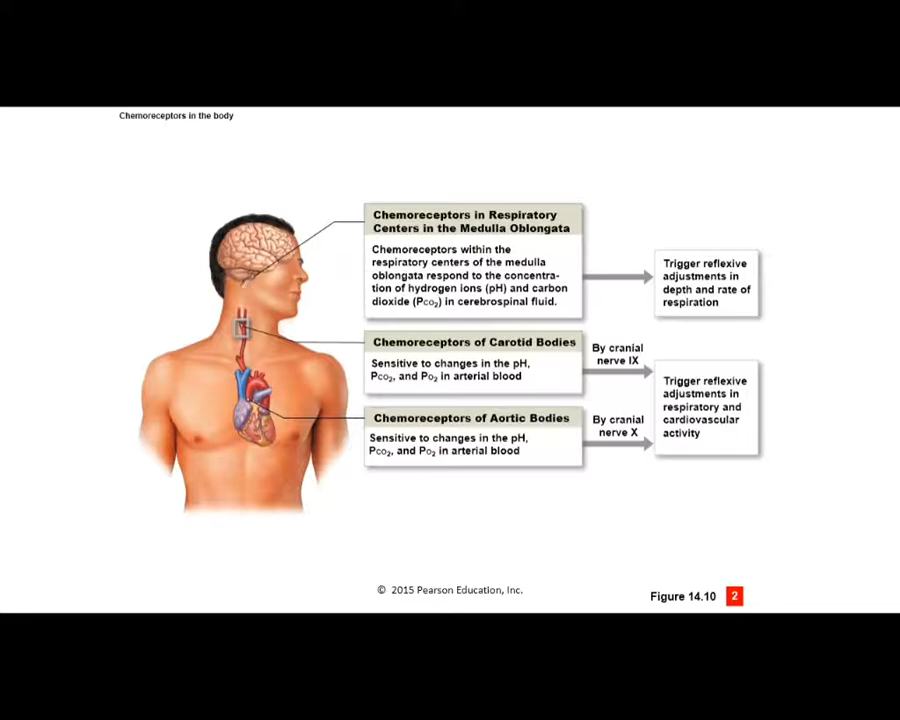 Chemoreceptors in the body
Chemoreceptors in Respiratory
Centers in the Medulla Oblongata
Chemoreceptors within the
respiratory centers of the medulla
oblongata respond to the concentra-
tion of hydrogen ions (pH) and carbon
dioxide (PCO₂) in cerebrospinal fluid.
Trigger reflexive
adjustments in
depth and rate of
respiration
Chemoreceptors of Carotid Bodies
Sensitive to changes in the pH,
PCO₂, and PO₂ in arterial blood
By cranial
nerve IX
Trigger reflexive
adjustments in
respiratory and
cardiovascular
activity
Chemoreceptors of Aortic Bodies
Sensitive to changes in the pH,
PCO₂, and PO₂ in arterial blood
By cranial
nerve X
© 2015 Pearson Education, Inc.
Figure 14.10 2